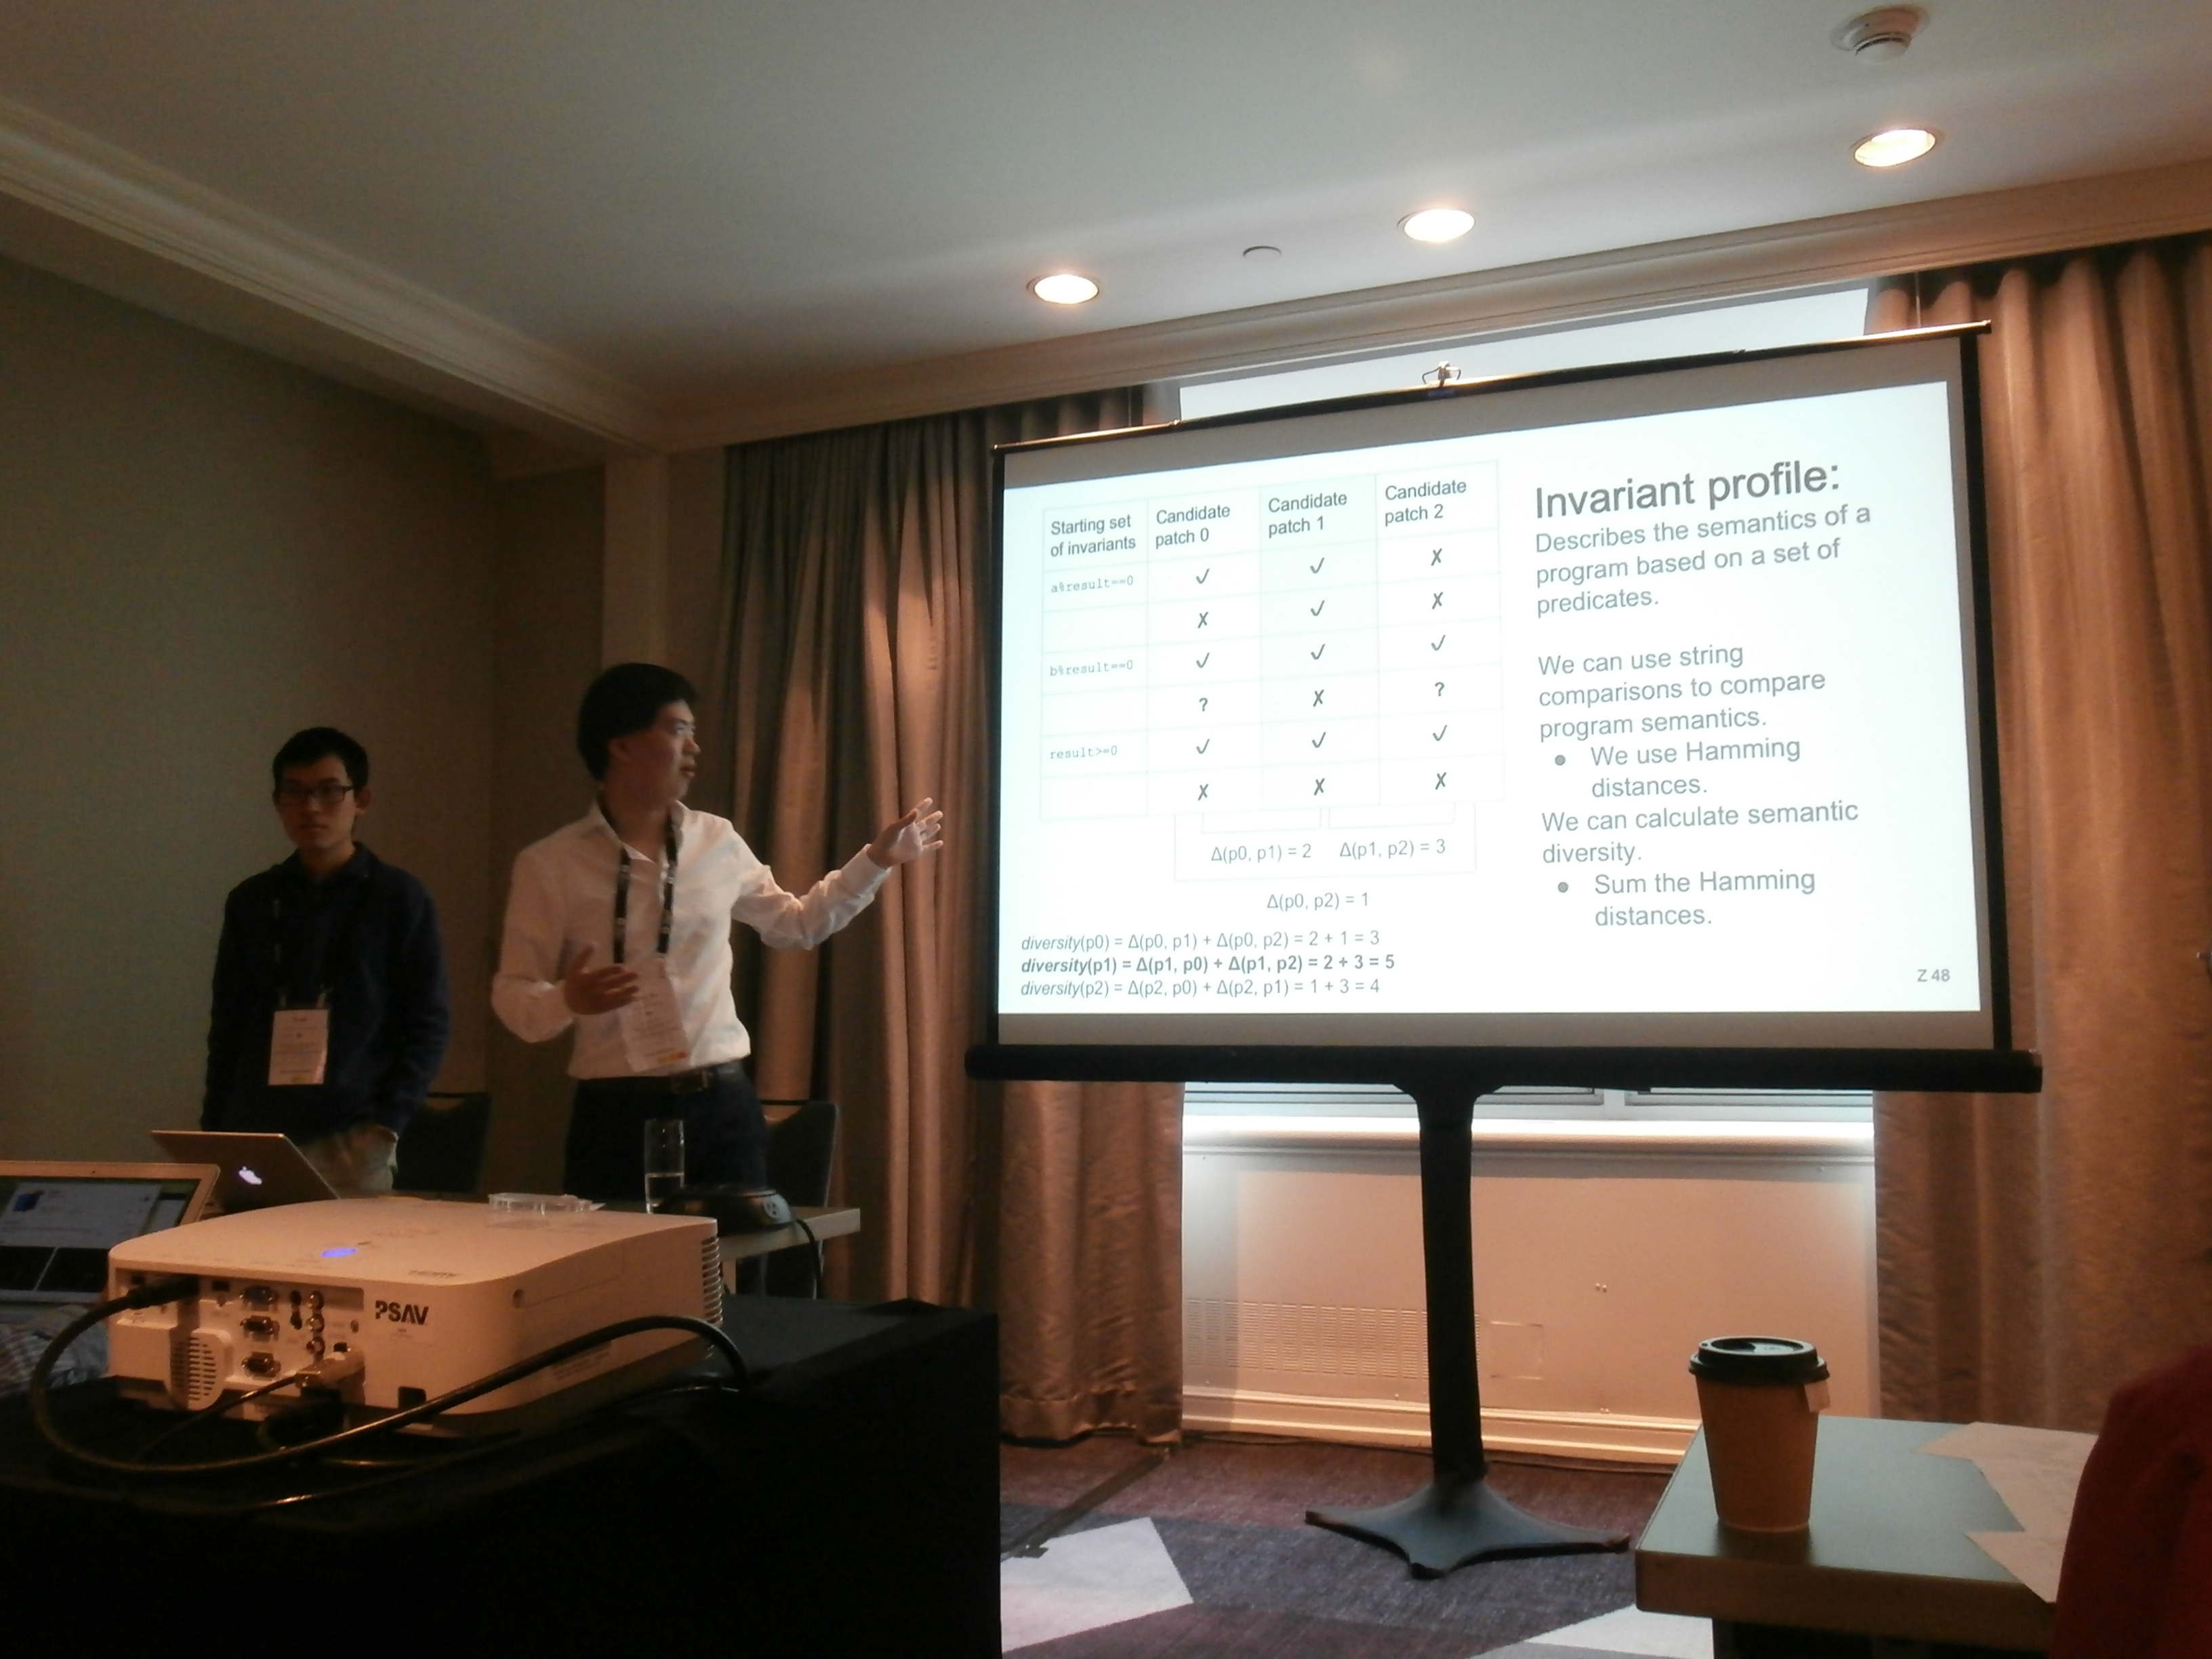 Starting set
of invariants
Candidate
patch 0
Candidate
patch 1
Candidate
patch 2
a%result==0
✓ ✓ ✗
✗ ✓ ✗
b%result==0
✓ ✓ ✓
? ✗ ?
result>=0
✓ ✓ ✓
✗ ✗ ✗
Δ(p0, p1) = 2
Δ(p1, p2) = 3
Δ(p0, p2) = 1
diversity(p0) = Δ(p0, p1) + Δ(p0, p2) = 2 + 1 = 3
diversity(p1) = Δ(p1, p0) + Δ(p1, p2) = 2 + 3 = 5
diversity(p2) = Δ(p2, p0) + Δ(p2, p1) = 1 + 3 = 4
Invariant profile:
Describes the semantics of a
program based on a set of
predicates.
We can use string
comparisons to compare
program semantics.
● We use Hamming
distances.
We can calculate semantic
diversity.
● Sum the Hamming
distances.
Z 48
PSAV